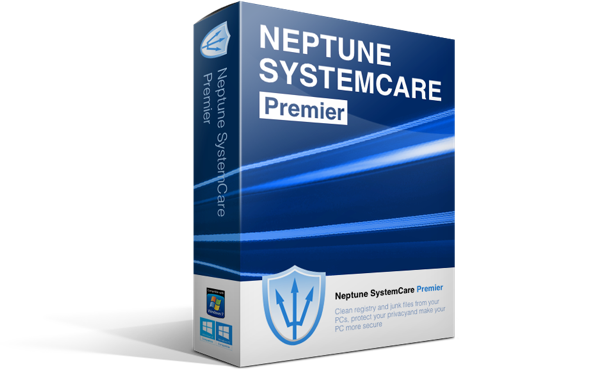 NEPTUNE
SYSTEMCARE
Premier
Neptune SystemCare
Premier
Neptune SystemCare Premier
Clean registry and junk files from your
PCs, protect your privacyand make your
PC more secure